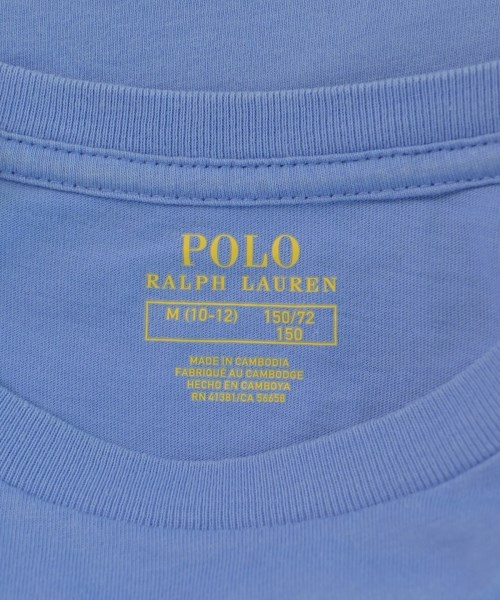 POLO
RALPH LAUREN
M (10-12) 150/72
150
MADE IN CAMBODIA
FABRIQUÉ AU CAMBODGE
HECHO EN CAMBOYA
RN 41381/CA 56658